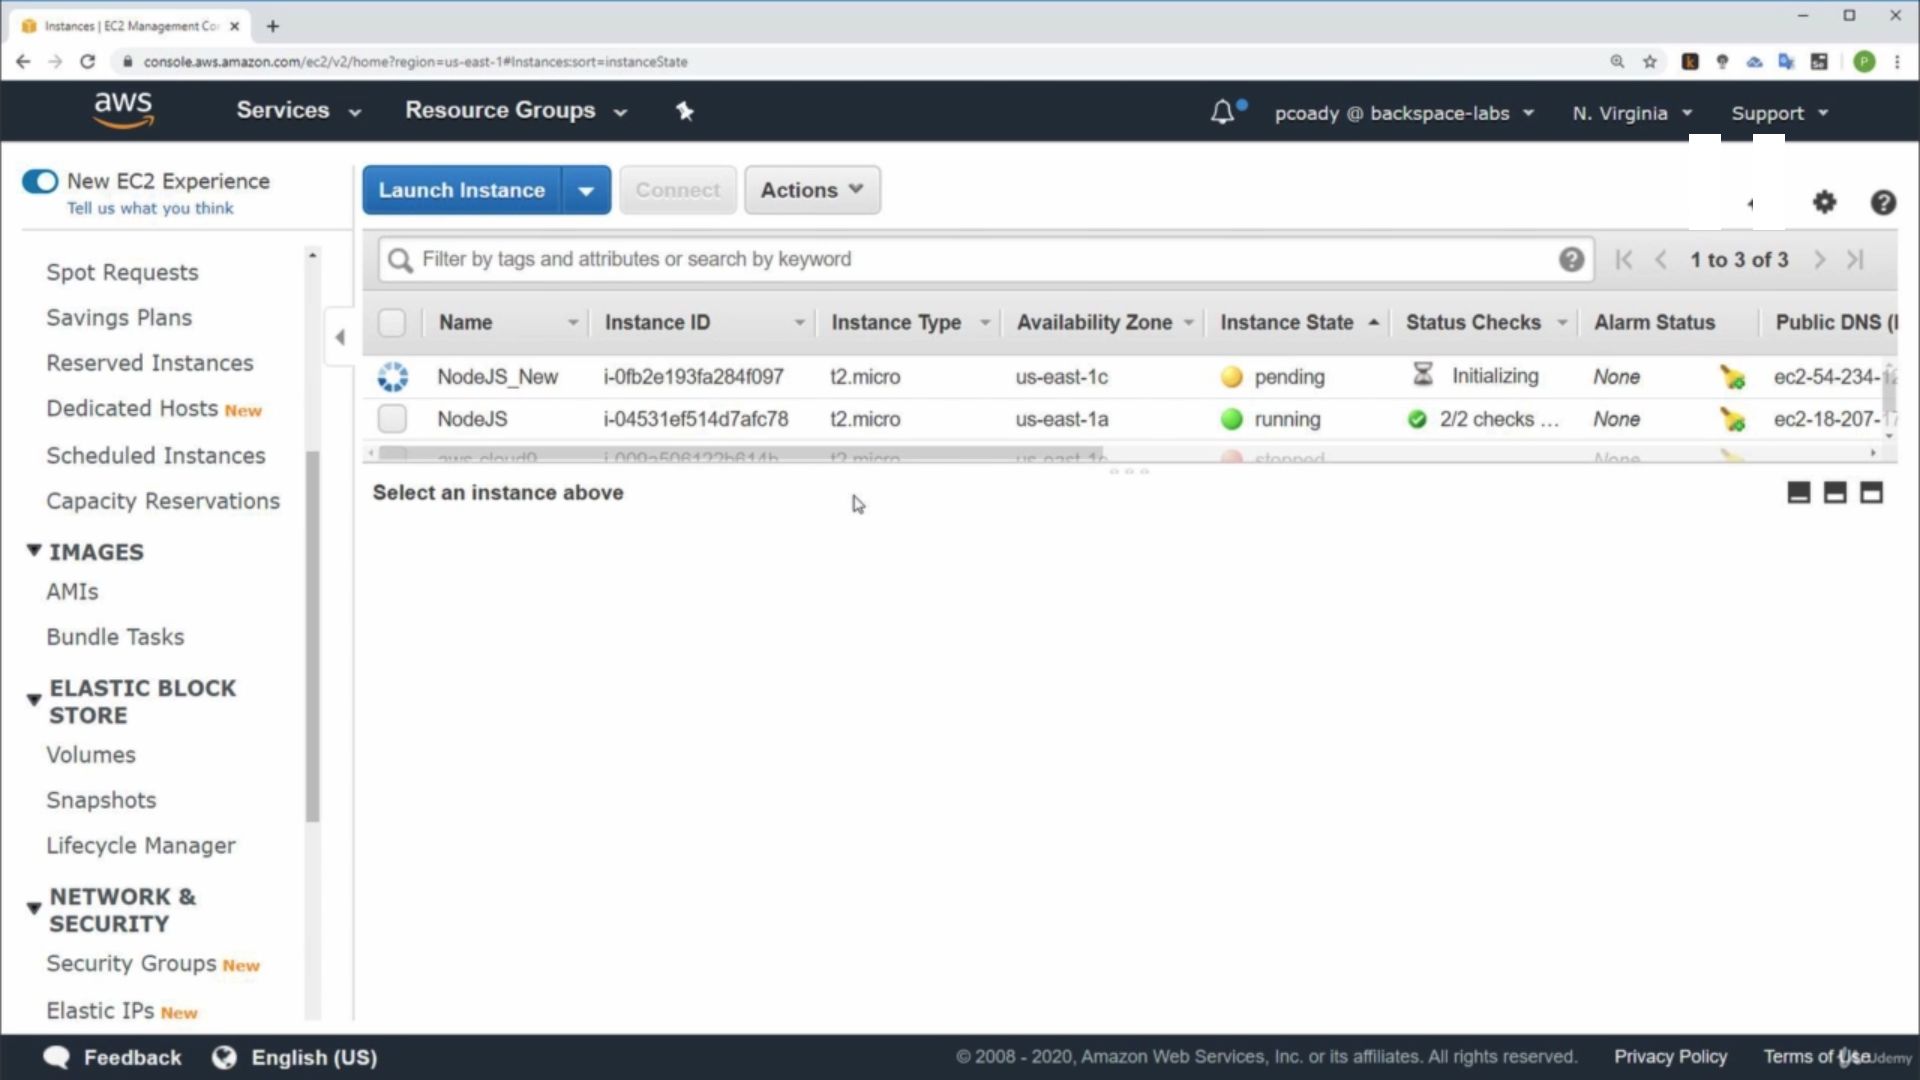 Instances | EC2 Management Co
console.aws.amazon.com/ec2/v2/home?region=us-east-1#Instances:sort=instanceState
aws Services Resource Groups pcoady @ backspace-labs N. Virginia Support
New EC2 Experience
Tell us what you think
Launch Instance Connect Actions
Filter by tags and attributes or search by keyword 1 to 3 of 3
Name Instance ID Instance Type Availability Zone Instance State Status Checks Alarm Status Public DNS (I
NodeJS_New i-0fb2e193fa284f097 t2.micro us-east-1c pending Initializing None ec2-54-234-
NodeJS i-04531ef514d7afc78 t2.micro us-east-1a running 2/2 checks ... None ec2-18-207-
aws-cloud9 i-009a506122b614b t2.micro stopped None
Select an instance above
Spot Requests
Savings Plans
Reserved Instances
Dedicated Hosts New
Scheduled Instances
Capacity Reservations
IMAGES
AMIs
Bundle Tasks
ELASTIC BLOCK
STORE
Volumes
Snapshots
Lifecycle Manager
NETWORK &
SECURITY
Security Groups New
Elastic IPs New
Feedback English (US) © 2008 - 2020, Amazon Web Services, Inc. or its affiliates. All rights reserved. Privacy Policy Terms of Use
Udemy